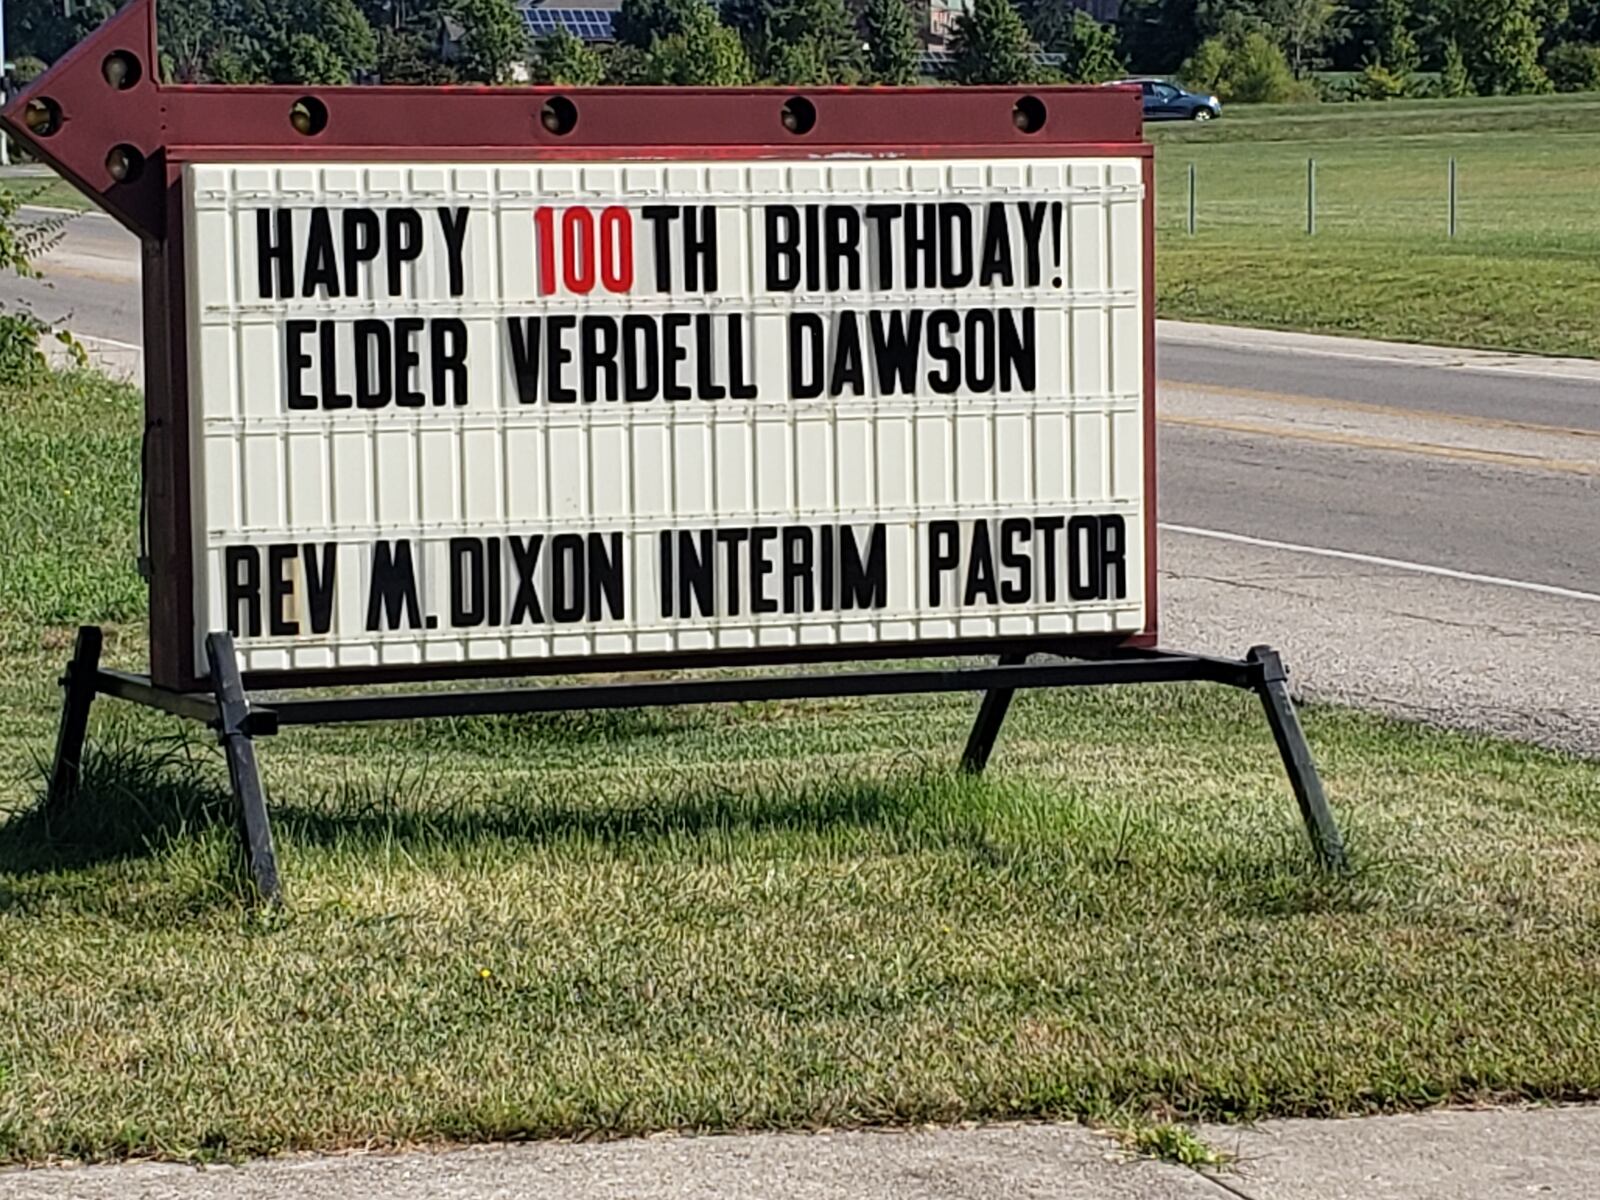 HAPPY 100TH BIRTHDAY!
ELDER VERDELL DAWSON
REV M. DIXON INTERIM PASTOR